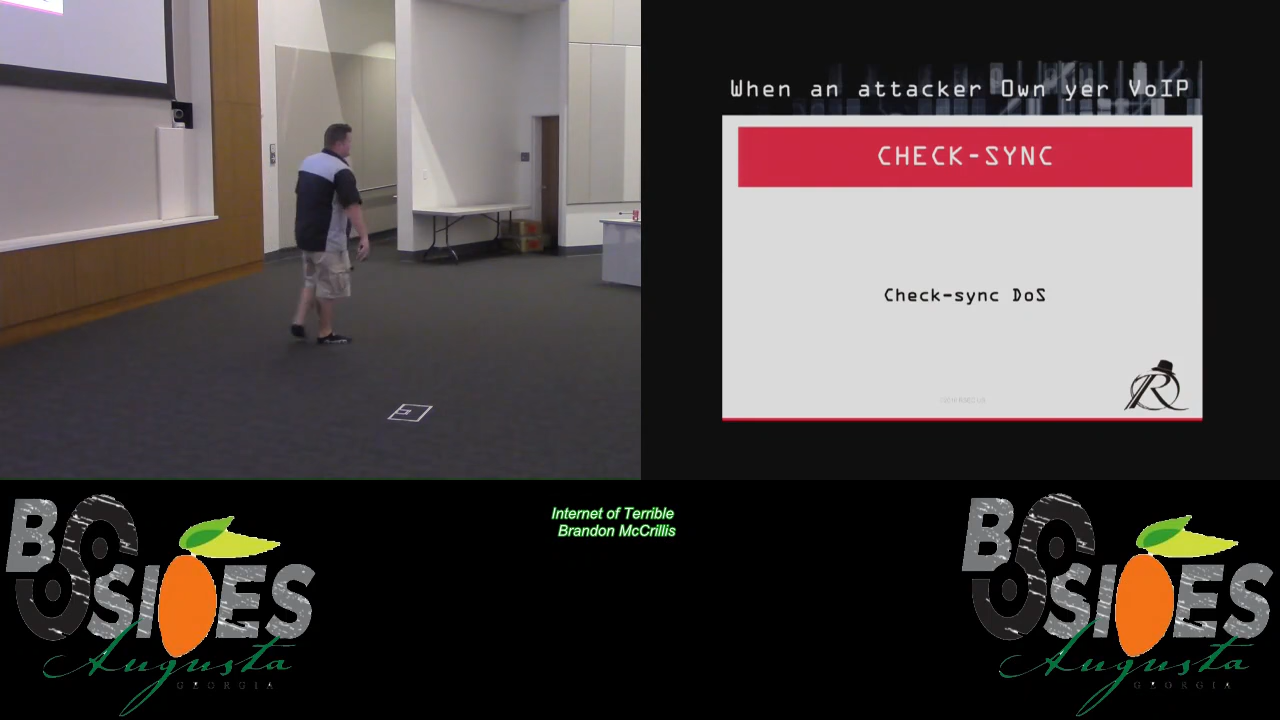 When an attacker Own yer VoIP
CHECK-SYNC
Check-sync DoS
R
Internet of Terrible
Brandon McCrillis
BSIDES
Augusta
GEORGIA
BSIDES
Augusta
GEORGIA